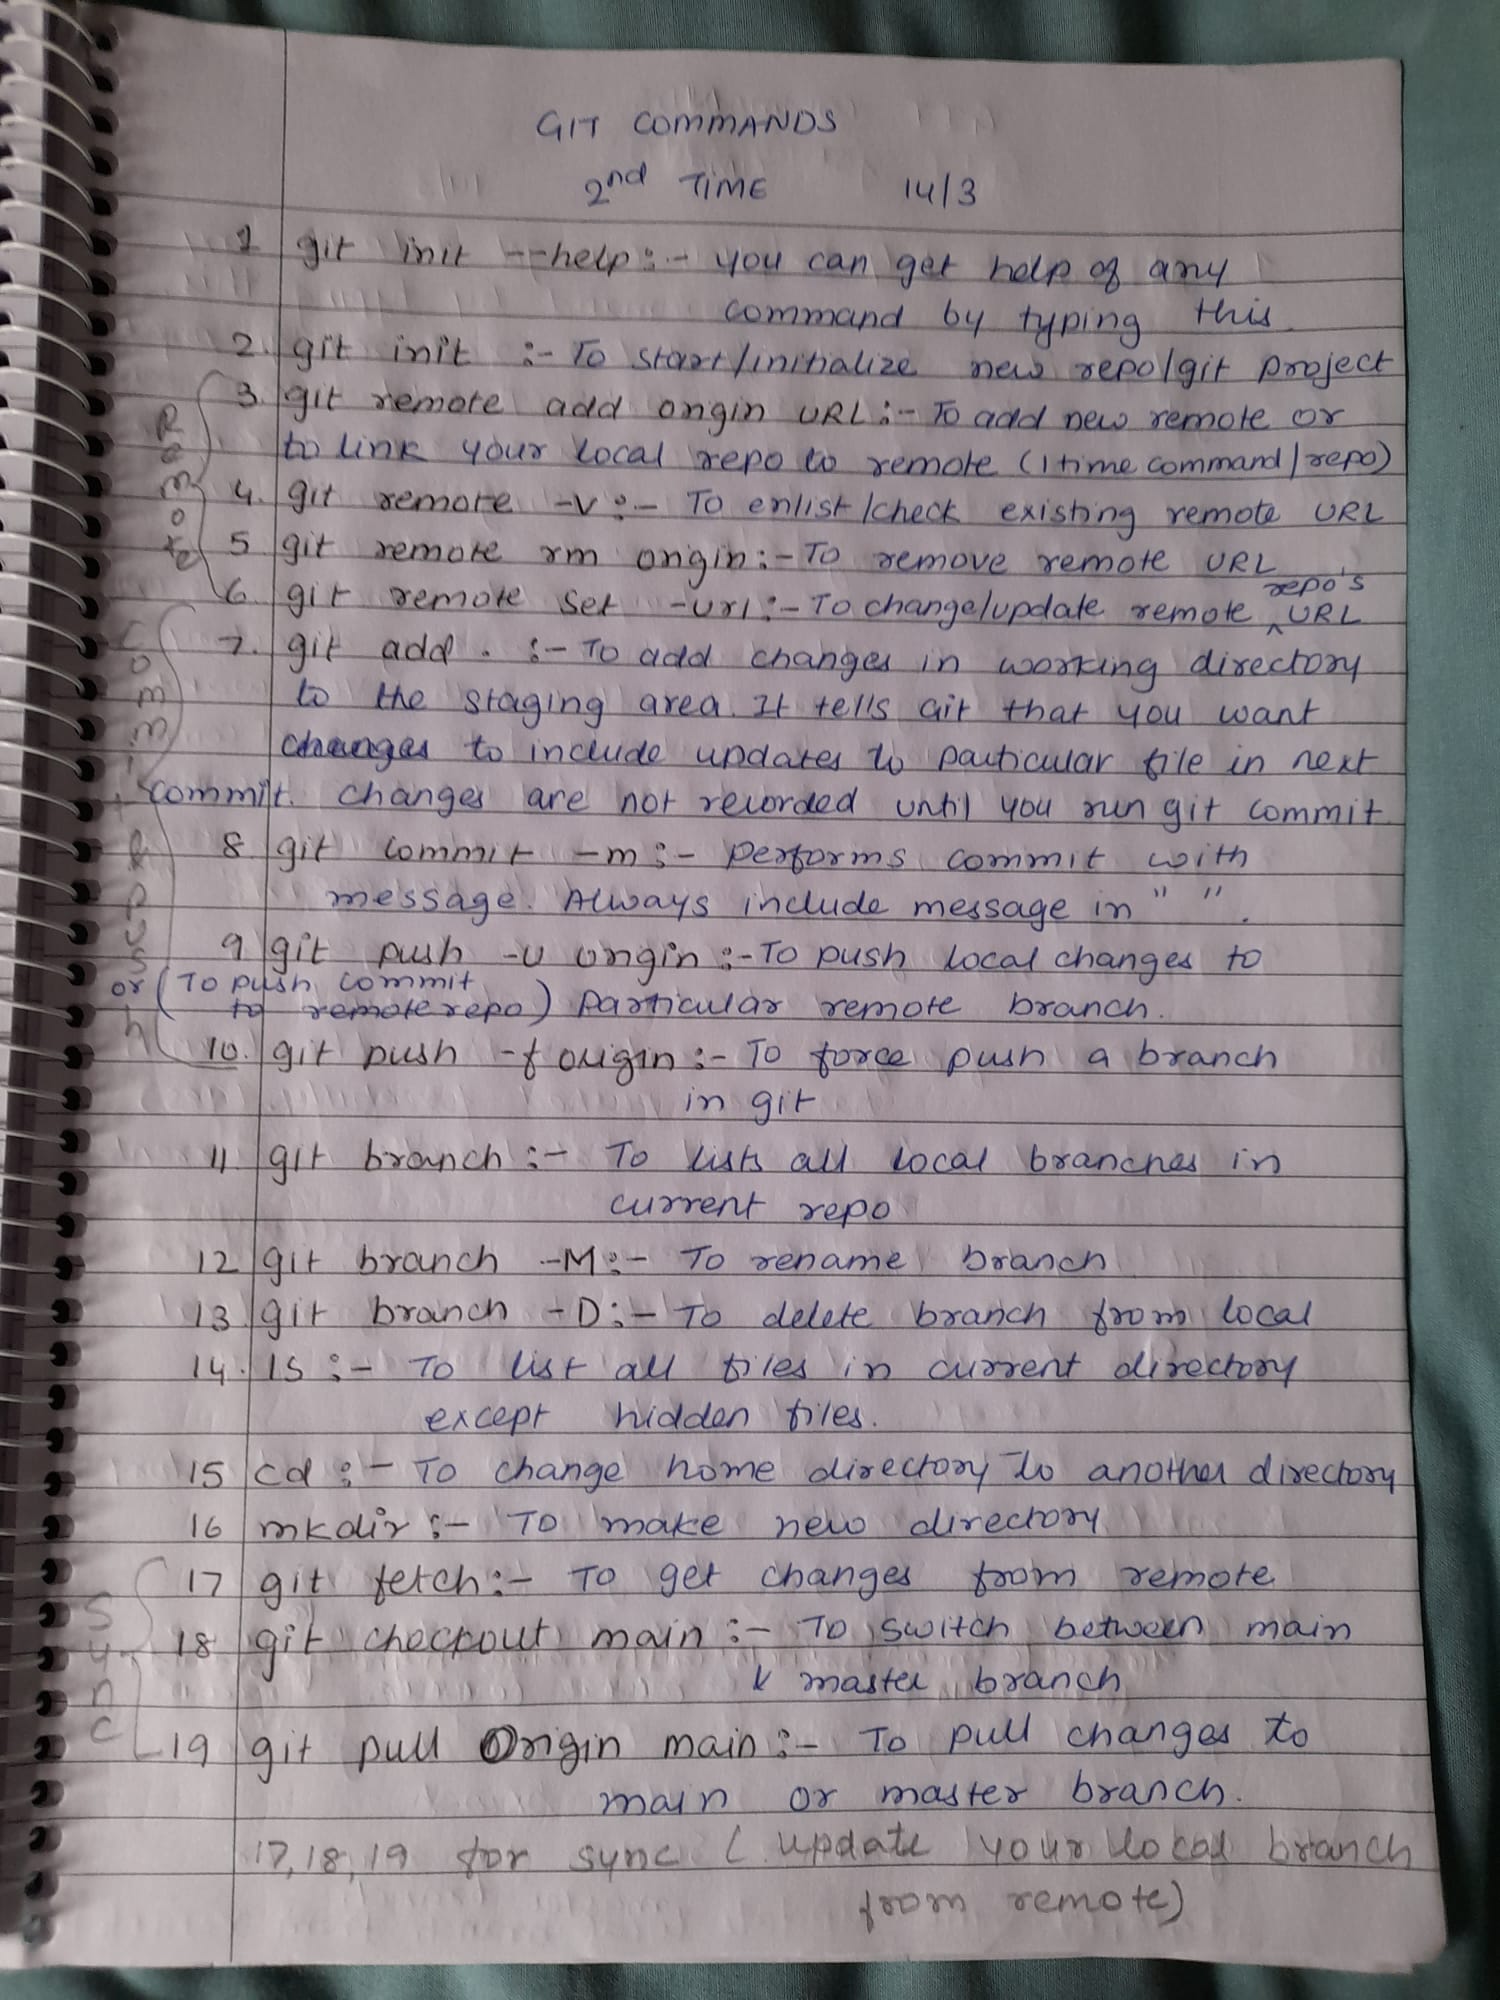 GIT COMMANDS
2nd TIME 14/3
1 git init --help :- you can get help of any
command by typing this
2. git init :- To start/initialize new repo/git project
3. git remote add origin URL :- To add new remote or
to link your local repo to remote (1 time command/repo)
4. git remote -v :- To enlist/check existing remote URL
5 git remote rm origin :- To remove remote URL
6 git remote set -url :- To change/update remote repo's URL
7. git add . :- To add changes in working directory
to the staging area. It tells Git that you want
changes to include updates to particular file in next
commit. Changes are not recorded until you run git commit
8 git commit -m :- Performs commit with
message. Always include message in " ".
9 git push -u origin :- To push local changes to
or (To push commit
to remote repo) Particular remote branch.
10. git push -f origin :- To force push a branch
in git
11 git branch :- To lists all local branches in
current repo
12 git branch -M :- To rename branch
13 git branch -D :- To delete branch from local
14. ls :- To list all files in current directory
except hidden files.
15 cd :- To change home directory to another directory
16 mkdir :- To make new directory
17 git fetch :- To get changes from remote
18 git checkout main :- To switch between main
& master branch
19 git pull Origin main :- To pull changes to
main or master branch.
17, 18, 19 for sync (update your local branch
from remote)
Remote
Commit & push
Sync